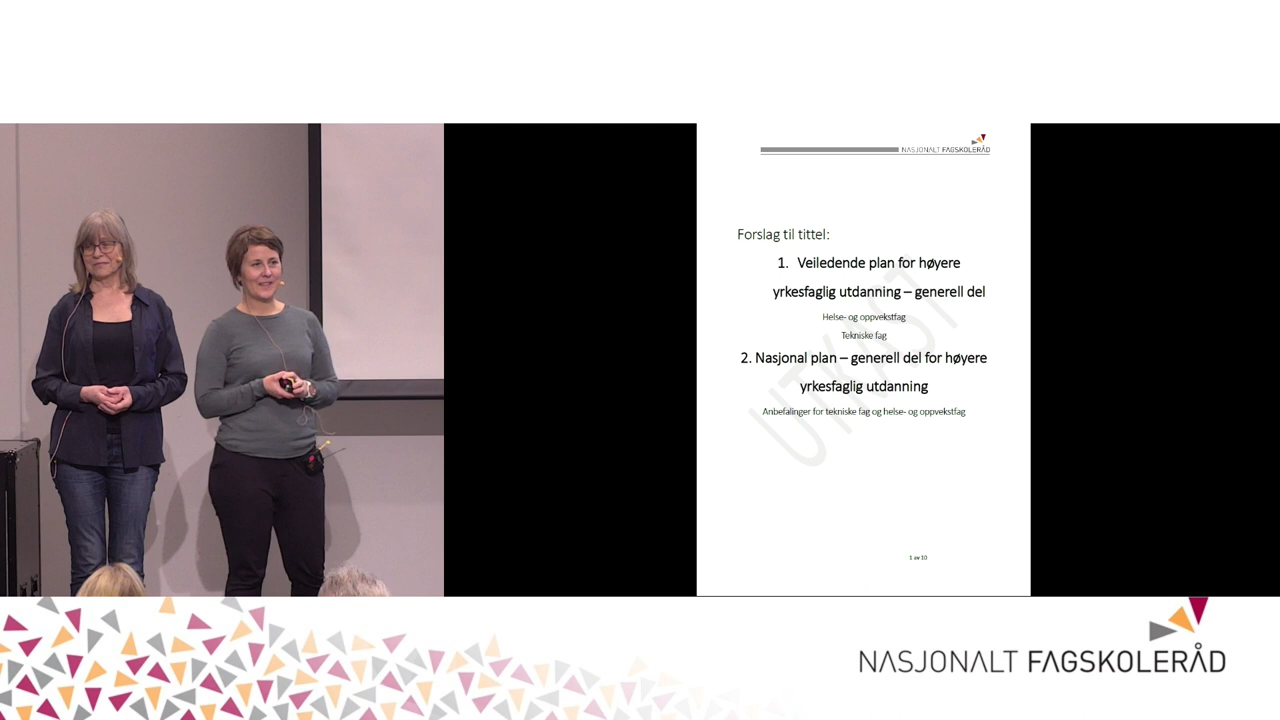 NASJONALT FAGSKOLERÅD
Forslag til tittel:
1. Veiledende plan for høyere
yrkesfaglig utdanning – generell del
Helse- og oppvekstfag
Tekniske fag
2. Nasjonal plan – generell del for høyere
yrkesfaglig utdanning
Anbefalinger for tekniske fag og helse- og oppvekstfag
UTKAST
1 av 10
NASJONALT FAGSKOLERÅD